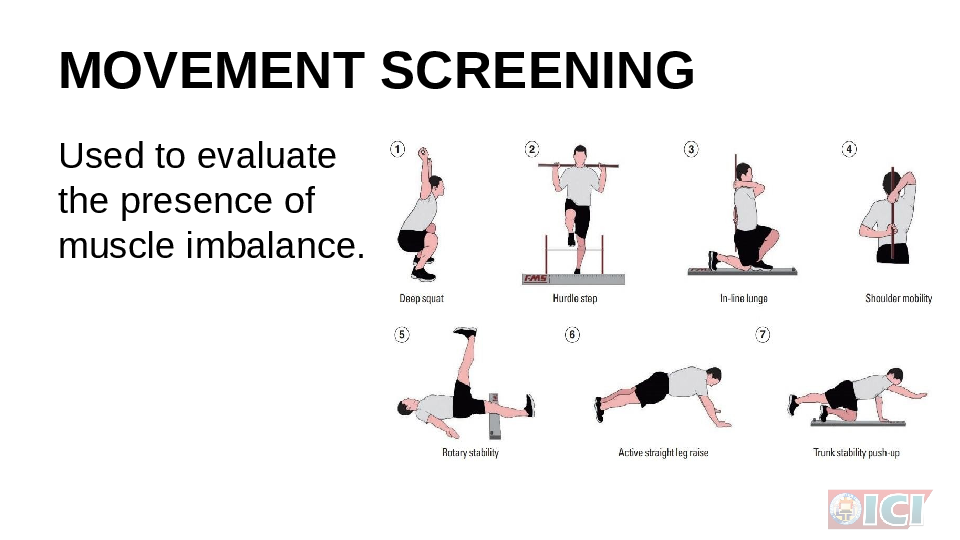 MOVEMENT SCREENING
Used to evaluate
the presence of
muscle imbalance.
1
2
3
4
FMS
Deep squat
Hurdle step
In-line lunge
Shoulder mobility
5
6
7
Rotary stability
Active straight leg raise
Trunk stability push-up
ICI